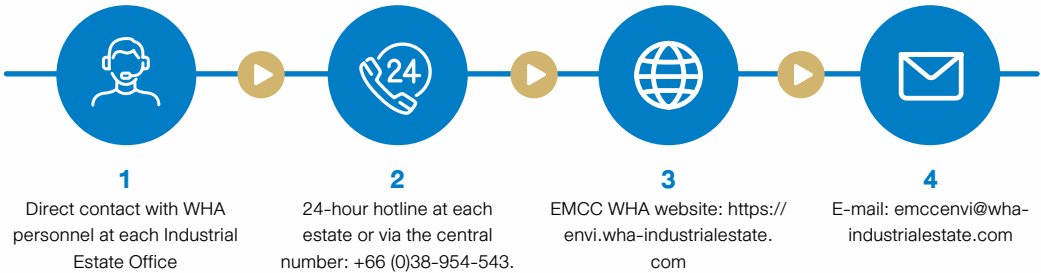 24
1
Direct contact with WHA
personnel at each Industrial
Estate Office
2
24-hour hotline at each
estate or via the central
number: +66 (0)38-954-543.
3
EMCC WHA website: https://
envi.wha-industrialestate.
com
4
E-mail: emccenvi@wha-
industrialestate.com